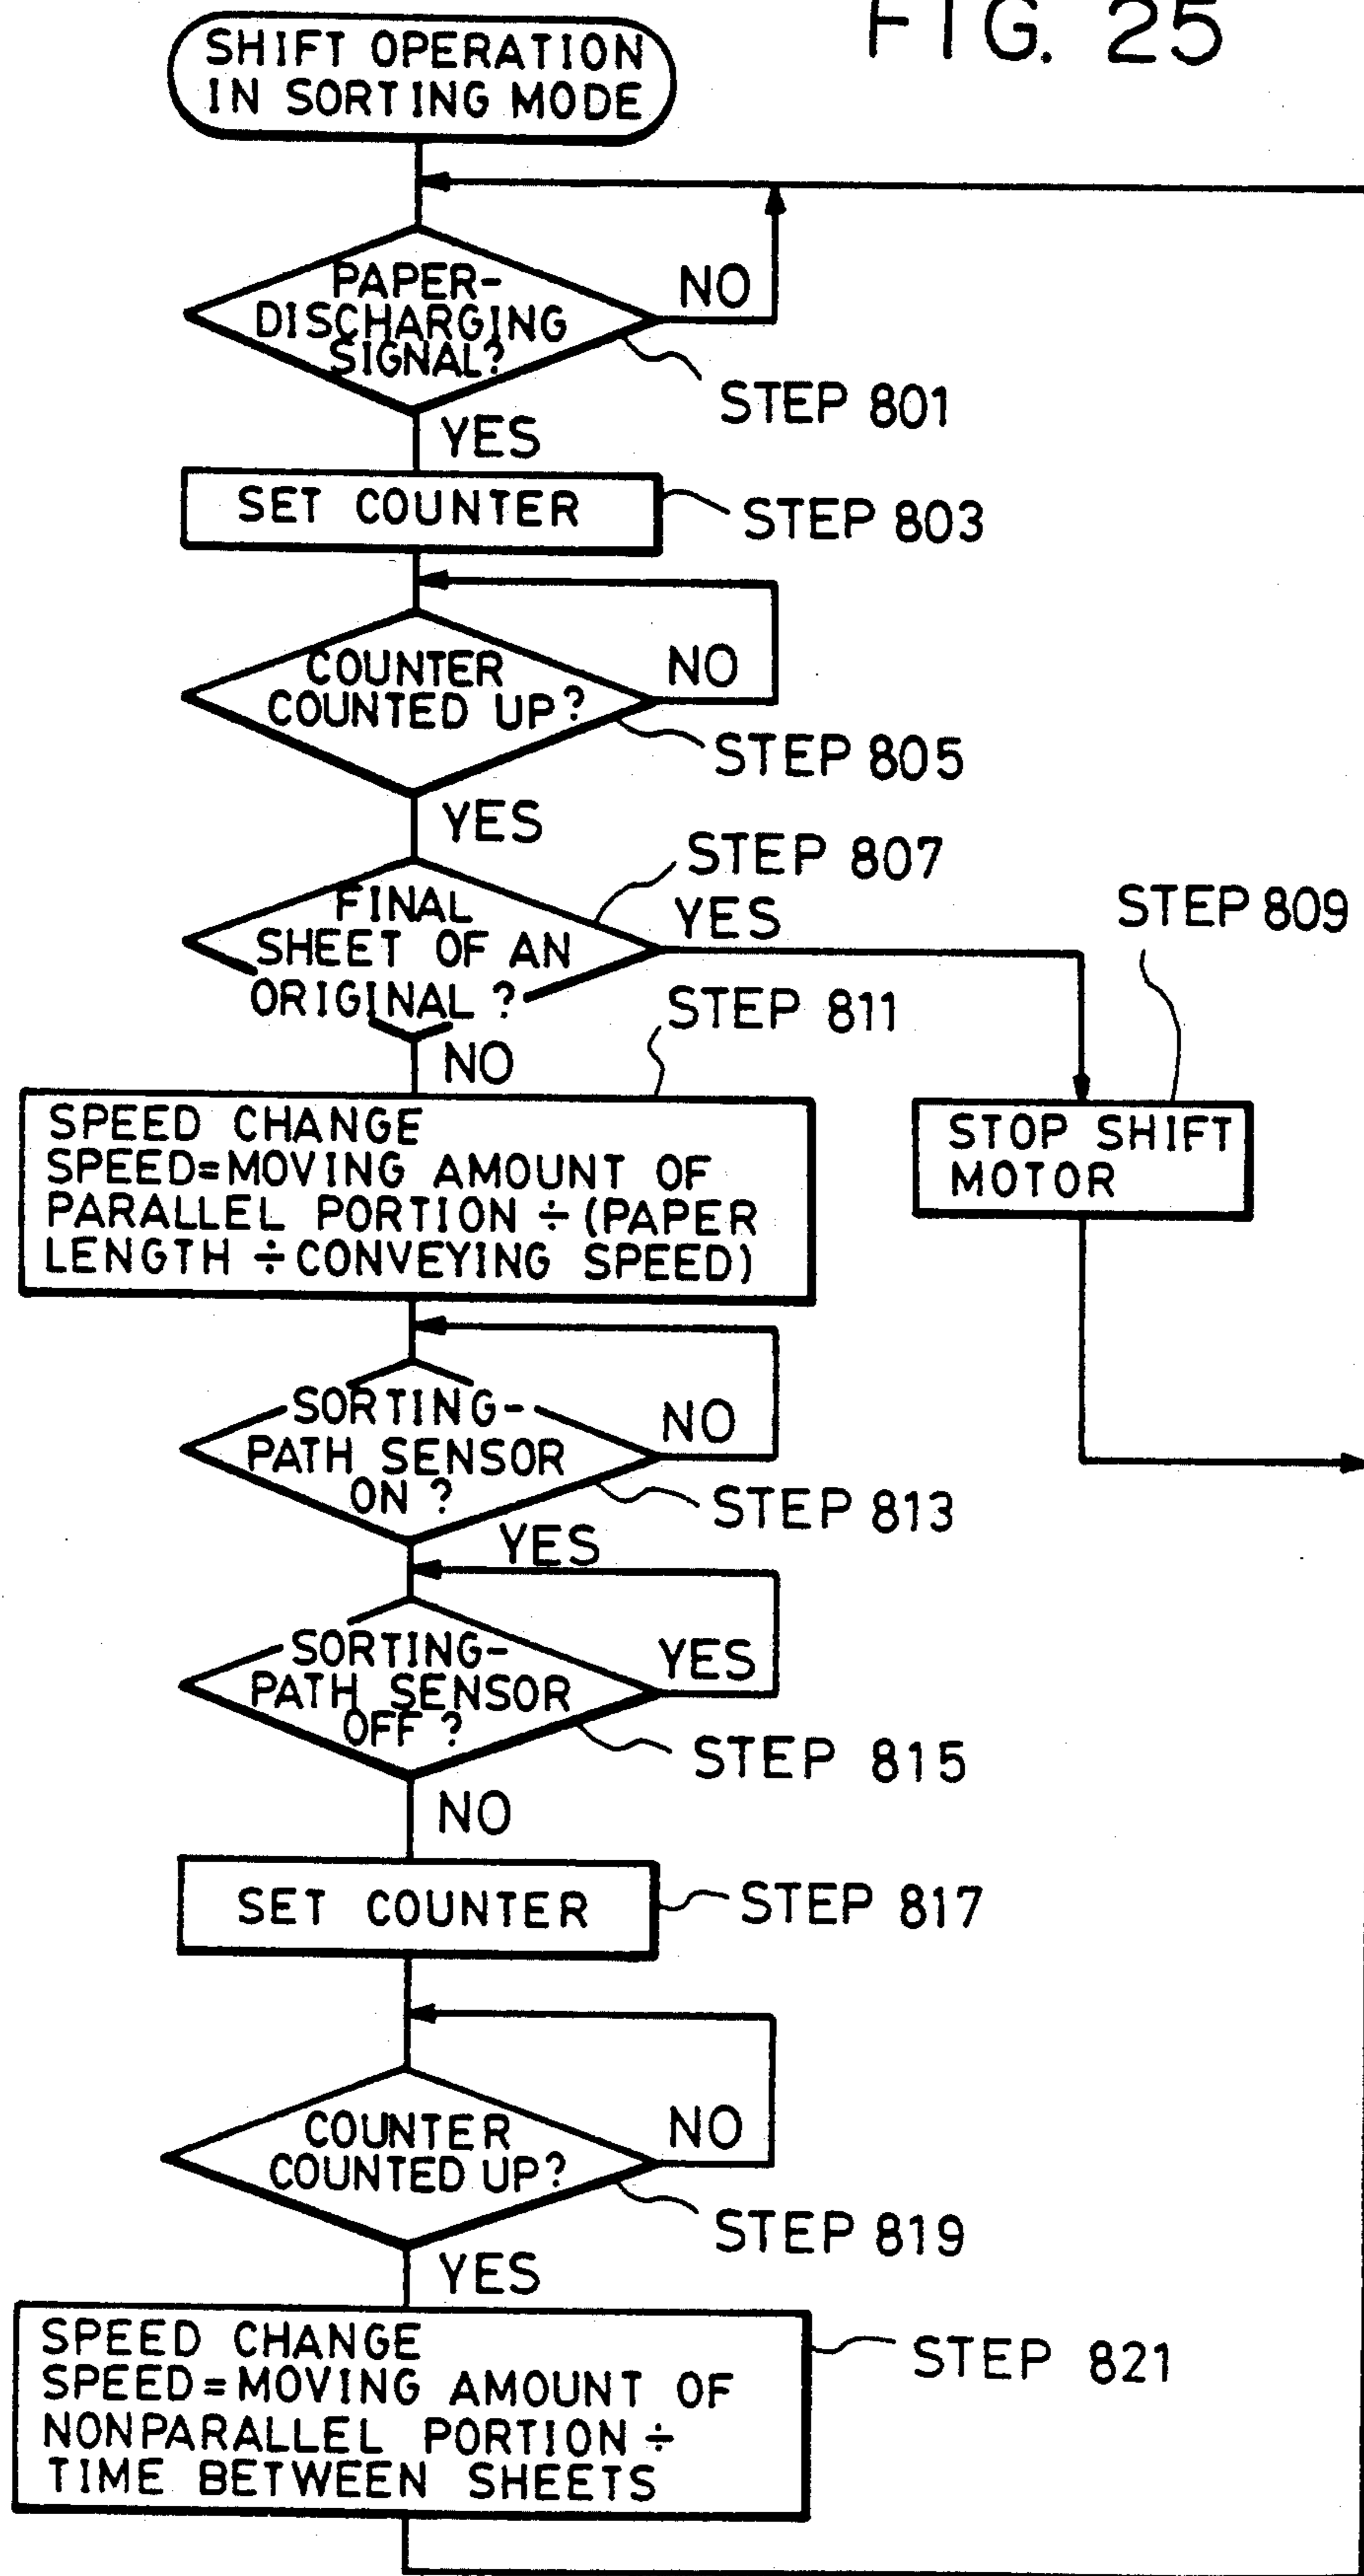 FIG. 25
SHIFT OPERATION
IN SORTING MODE
PAPER-
DISCHARGING
SIGNAL?
NO
STEP 801
YES
SET COUNTER
STEP 803
COUNTER
COUNTED UP?
NO
STEP 805
YES
STEP 807
FINAL
SHEET OF AN
ORIGINAL ?
YES
STEP 809
STEP 811
NO
SPEED CHANGE
SPEED=MOVING AMOUNT OF
PARALLEL PORTION ÷ (PAPER
LENGTH ÷ CONVEYING SPEED)
STOP SHIFT
MOTOR
SORTING-
PATH SENSOR
ON ?
NO
STEP 813
YES
SORTING-
PATH SENSOR
OFF ?
YES
STEP 815
NO
SET COUNTER
STEP 817
COUNTER
COUNTED UP?
NO
STEP 819
YES
SPEED CHANGE
SPEED=MOVING AMOUNT OF
NONPARALLEL PORTION ÷
TIME BETWEEN SHEETS
STEP 821